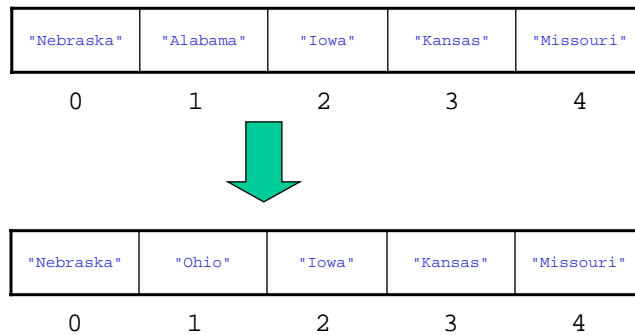 "Nebraska" "Alabama" "Iowa" "Kansas" "Missouri"
0 1 2 3 4
"Nebraska" "Ohio" "Iowa" "Kansas" "Missouri"
0 1 2 3 4